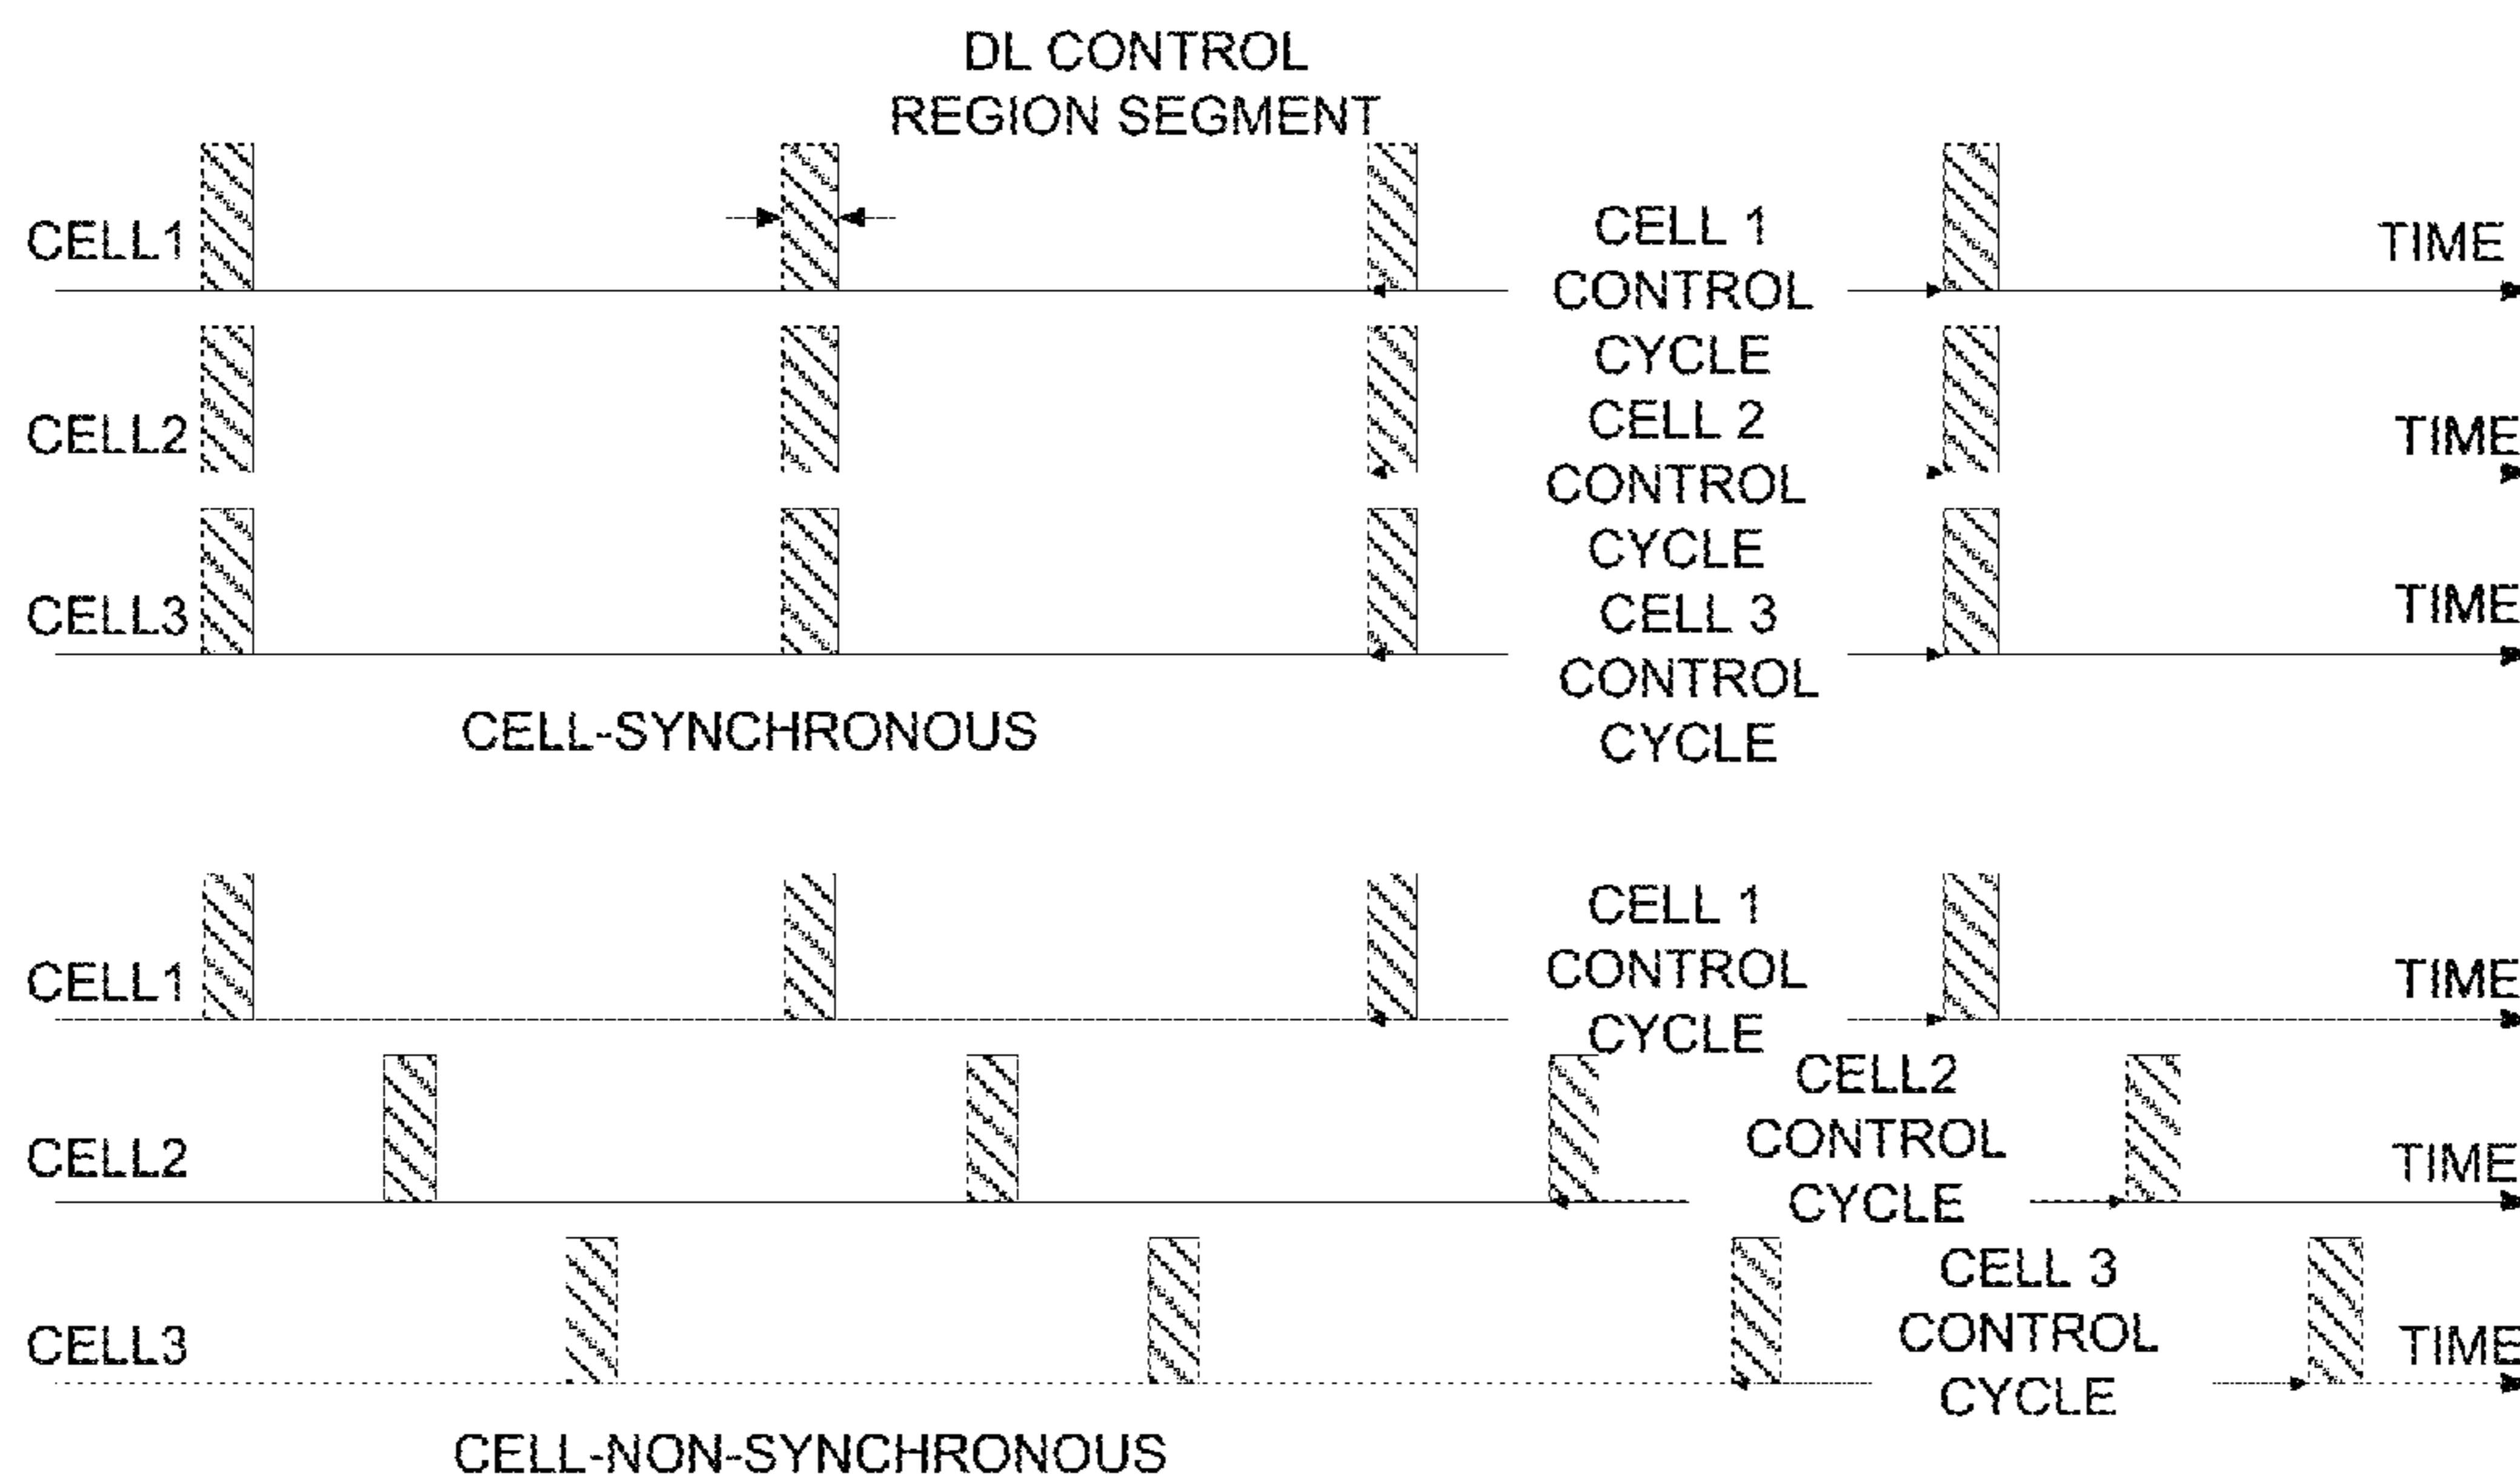 DL CONTROL
REGION SEGMENT
CELL1
CELL 1
CONTROL
CYCLE
TIME
CELL2
CELL 2
CONTROL
CYCLE
TIME
CELL3
CELL 3
CONTROL
CYCLE
TIME
CELL-SYNCHRONOUS
CELL1
CELL 1
CONTROL
CYCLE
TIME
CELL2
CELL2
CONTROL
CYCLE
TIME
CELL3
CELL 3
CONTROL
CYCLE
TIME
CELL-NON-SYNCHRONOUS